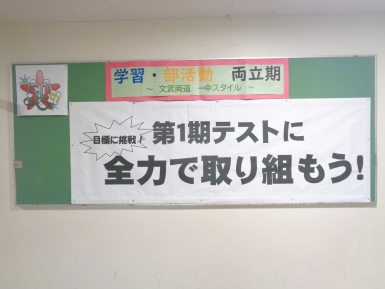 学習・部活動　両立期
～ 文武両道　一中スタイル ～
目標に挑戦！
第1期テストに
全力で取り組もう！